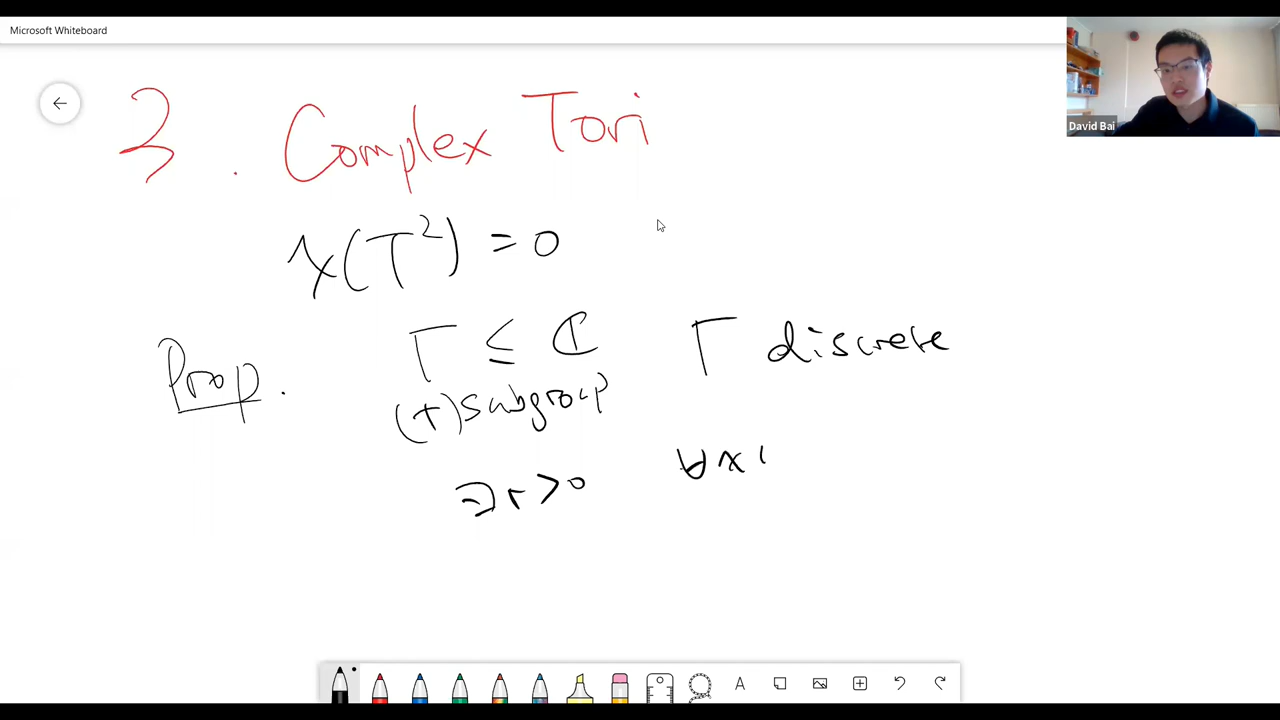 Microsoft Whiteboard
3. Complex Tori
χ(T²) = 0
Prop. Γ ≤ ℂ Γ discrete
(+) subgroup
∃ r > 0 ∀ x
David Bai
A